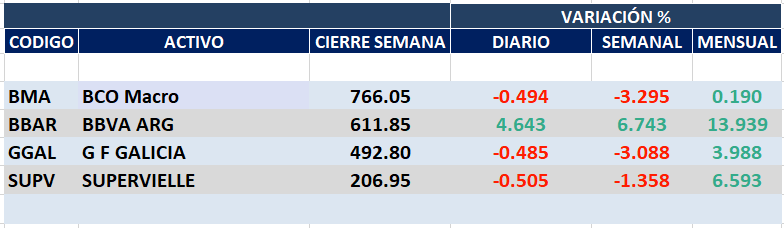 VARIACIÓN %
CODIGO ACTIVO CIERRE SEMANA DIARIO SEMANAL MENSUAL
BMA BCO Macro 766.05 -0.494 -3.295 0.190
BBAR BBVA ARG 611.85 4.643 6.743 13.939
GGAL G F GALICIA 492.80 -0.485 -3.088 3.988
SUPV SUPERVIELLE 206.95 -0.505 -1.358 6.593